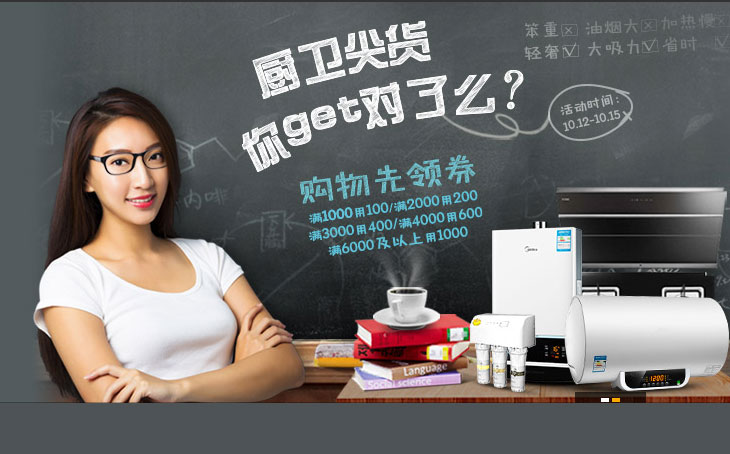 笨重☒ 油烟大☒ 加热慢☒
轻奢☑ 大吸力☑ 省时☑
厨卫尖货
你get对了么?
活动时间:
10.12-10.15
购物先领券
满1000用100/满2000用200
满3000用400/满4000用600
满6000及以上用1000
内啡
Midea
Language
Social science